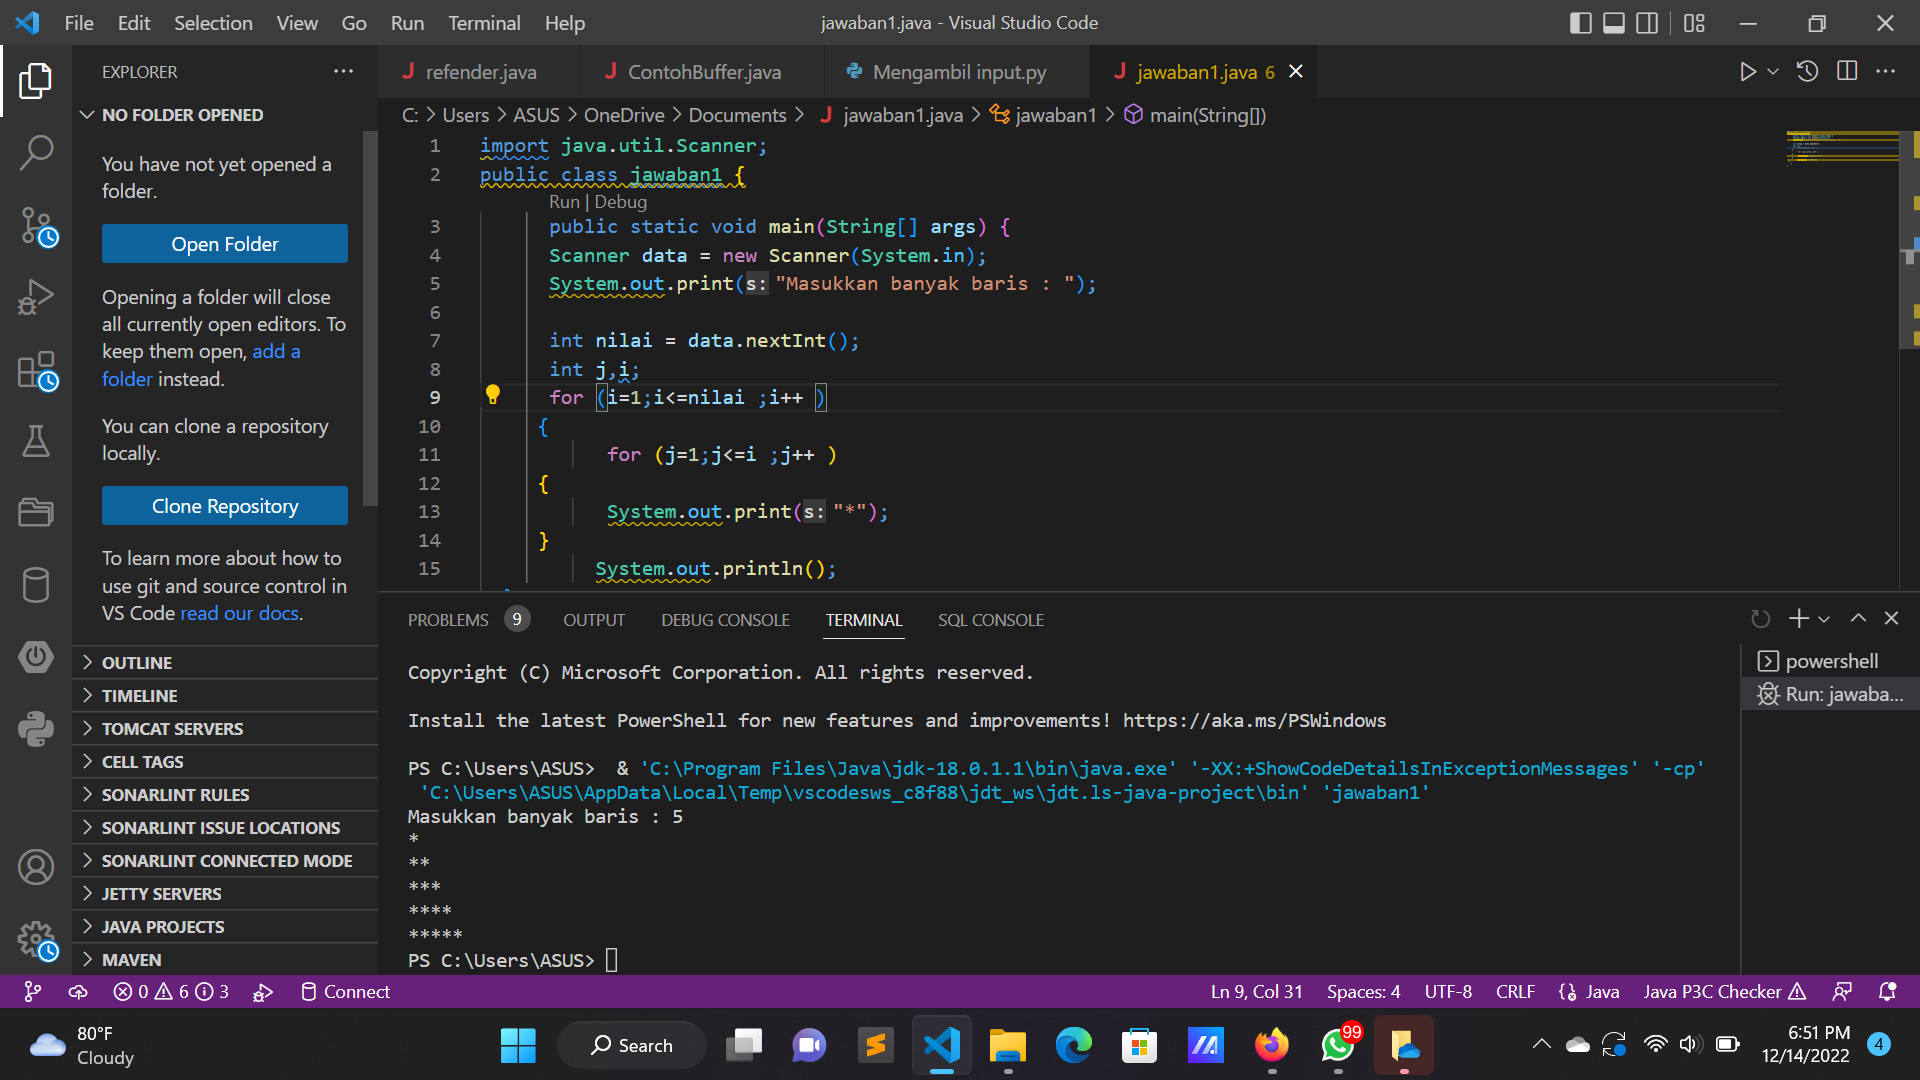 File Edit Selection View Go Run Terminal Help
jawaban1.java - Visual Studio Code
EXPLORER
NO FOLDER OPENED
You have not yet opened a
folder.
Open Folder
Opening a folder will close
all currently open editors. To
keep them open, add a
folder instead.
You can clone a repository
locally.
Clone Repository
To learn more about how to
use git and source control in
VS Code read our docs.
OUTLINE
TIMELINE
TOMCAT SERVERS
CELL TAGS
SONARLINT RULES
SONARLINT ISSUE LOCATIONS
SONARLINT CONNECTED MODE
JETTY SERVERS
JAVA PROJECTS
MAVEN
J refender.java
J ContohBuffer.java
Mengambil input.py
J jawaban1.java 6
C: > Users > ASUS > OneDrive > Documents > J jawaban1.java > jawaban1 > main(String[])
1 import java.util.Scanner;
2 public class jawaban1 {
Run | Debug
3 public static void main(String[] args) {
4 Scanner data = new Scanner(System.in);
5 System.out.print(s: "Masukkan banyak baris : ");
6
7 int nilai = data.nextInt();
8 int j,i;
9 for (i=1;i<=nilai ;i++ )
10 {
11 for (j=1;j<=i ;j++ )
12 {
13 System.out.print(s: "*");
14 }
15 System.out.println();
PROBLEMS 9 OUTPUT DEBUG CONSOLE TERMINAL SQL CONSOLE
Copyright (C) Microsoft Corporation. All rights reserved.
Install the latest PowerShell for new features and improvements! https://aka.ms/PSWindows
PS C:\Users\ASUS>  & 'C:\Program Files\Java\jdk-18.0.1.1\bin\java.exe' '-XX:+ShowCodeDetailsInExceptionMessages' '-cp'
'C:\Users\ASUS\AppData\Local\Temp\vscodesws_c8f88\jdt_ws\jdt.ls-java-project\bin' 'jawaban1'
Masukkan banyak baris : 5
*
**
***
****
*****
PS C:\Users\ASUS>
powershell
Run: jawaba...
0 6 3 Connect
Ln 9, Col 31 Spaces: 4 UTF-8 CRLF Java Java P3C Checker
80°F
Cloudy
Search
99
6:51 PM
12/14/2022
4